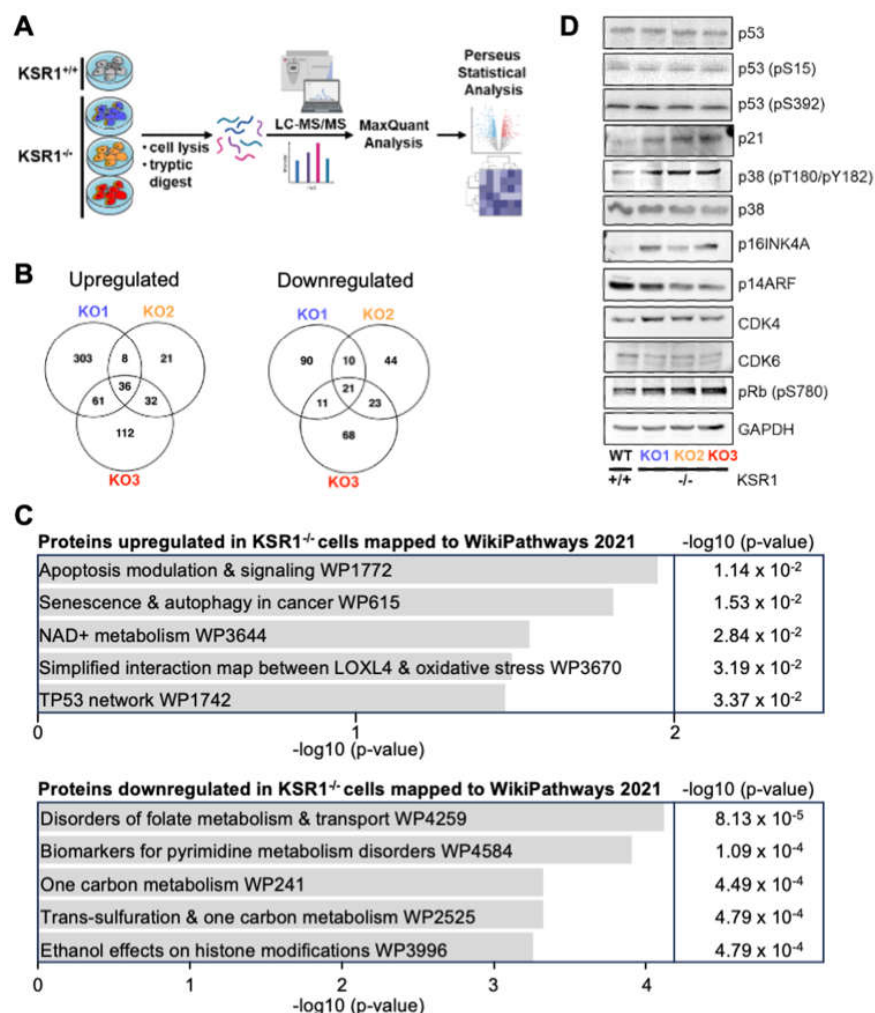 A
KSR1+/+
KSR1-/-
• cell lysis
• tryptic
digest
LC-MS/MS
MaxQuant
Analysis
Perseus
Statistical
Analysis
B
Upregulated
KO1
KO2
303
8
21
36
61
32
112
KO3
Downregulated
KO1
KO2
90
10
44
21
11
23
68
KO3
D
p53
p53 (pS15)
p53 (pS392)
p21
p38 (pT180/pY182)
p38
p16INK4A
p14ARF
CDK4
CDK6
pRb (pS780)
GAPDH
WT KO1 KO2 KO3
+/+ -/- KSR1
C
Proteins upregulated in KSR1-/- cells mapped to WikiPathways 2021 -log10 (p-value)
Apoptosis modulation & signaling WP1772 1.14 x 10-2
Senescence & autophagy in cancer WP615 1.53 x 10-2
NAD+ metabolism WP3644 2.84 x 10-2
Simplified interaction map between LOXL4 & oxidative stress WP3670 3.19 x 10-2
TP53 network WP1742 3.37 x 10-2
0 1 2
-log10 (p-value)
Proteins downregulated in KSR1-/- cells mapped to WikiPathways 2021 -log10 (p-value)
Disorders of folate metabolism & transport WP4259 8.13 x 10-5
Biomarkers for pyrimidine metabolism disorders WP4584 1.09 x 10-4
One carbon metabolism WP241 4.49 x 10-4
Trans-sulfuration & one carbon metabolism WP2525 4.79 x 10-4
Ethanol effects on histone modifications WP3996 4.79 x 10-4
0 1 2 3 4
-log10 (p-value)